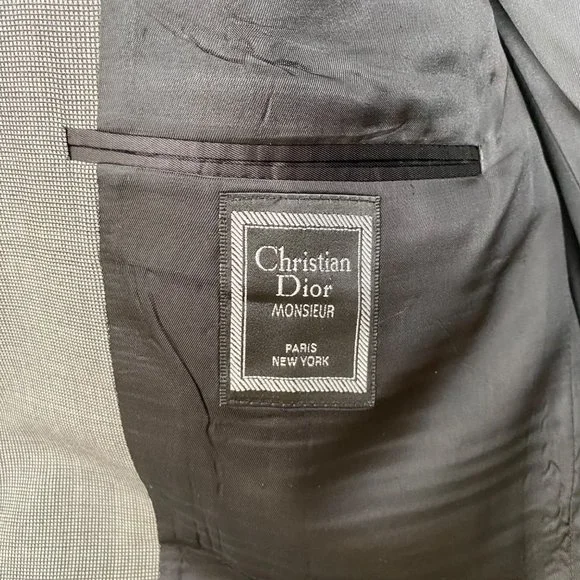 Christian
Dior
MONSIEUR
PARIS
NEW YORK